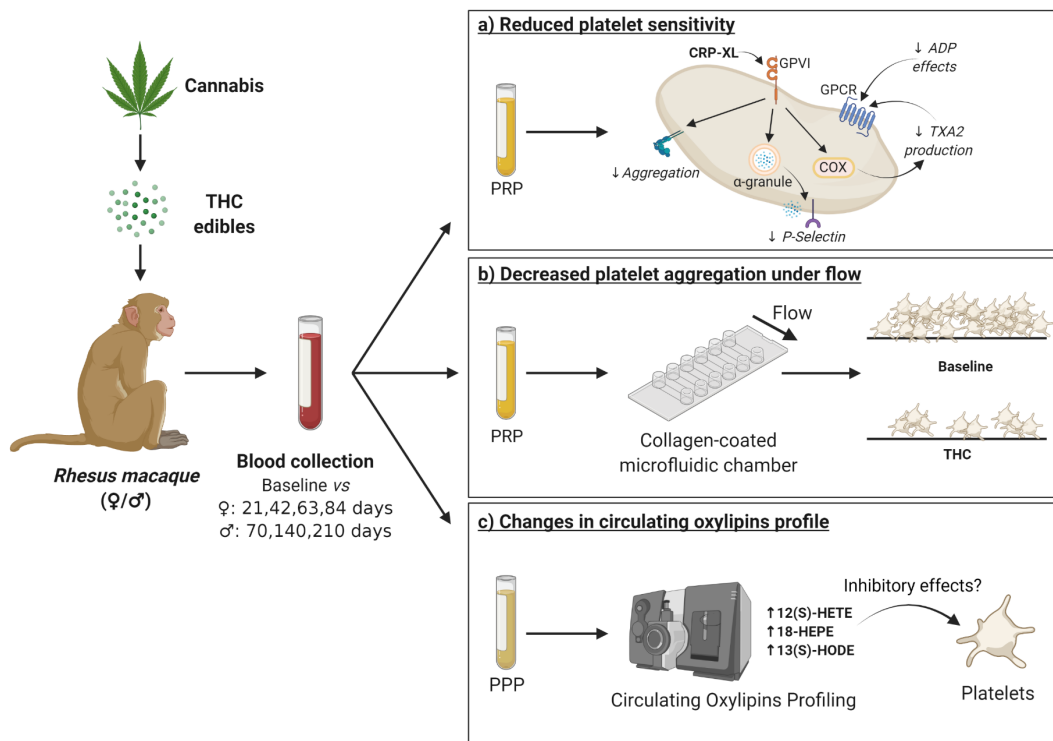 Cannabis
THC
edibles
Rhesus macaque
(♀/♂)
Blood collection
Baseline vs
♀: 21,42,63,84 days
♂: 70,140,210 days
a) Reduced platelet sensitivity
PRP
CRP-XL
GPVI
GPCR
↓ ADP
effects
↓ TXA2
production
↓ Aggregation
α-granule
COX
↓ P-Selectin
b) Decreased platelet aggregation under flow
PRP
Flow
Collagen-coated
microfluidic chamber
Baseline
THC
c) Changes in circulating oxylipins profile
PPP
↑12(S)-HETE
↑18-HEPE
↑13(S)-HODE
Circulating Oxylipins Profiling
Inhibitory effects?
Platelets